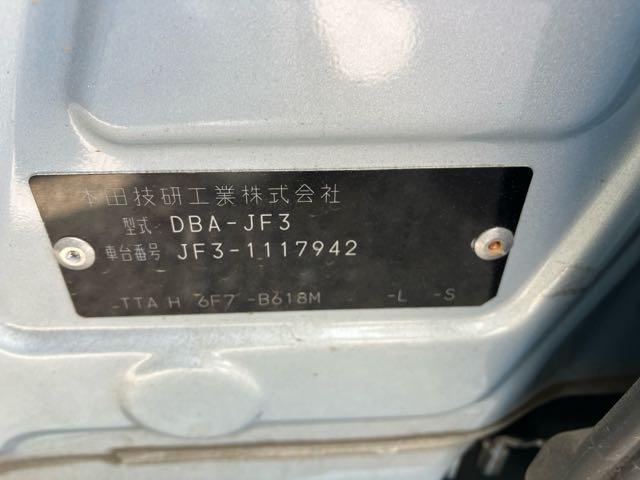 本田技研工業株式会社
型式 DBA-JF3
車台番号 JF3-1117942
-TTA H 6F7 -B618M -L -S